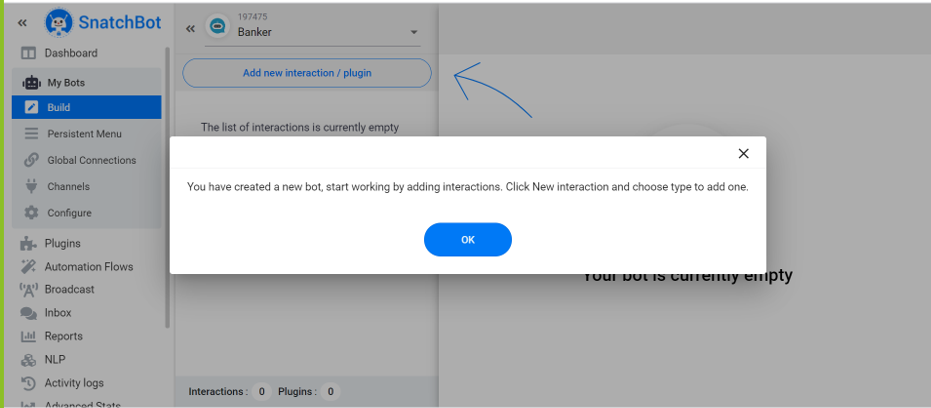 SnatchBot
Dashboard
My Bots
Build
Persistent Menu
Global Connections
Channels
Configure
Plugins
Automation Flows
Broadcast
Inbox
Reports
NLP
Activity logs
Advanced Stats
197475
Banker
Add new interaction / plugin
The list of interactions is currently empty
You have created a new bot, start working by adding interactions. Click New interaction and choose type to add one.
OK
Your bot is currently empty
Interactions : 0 Plugins : 0